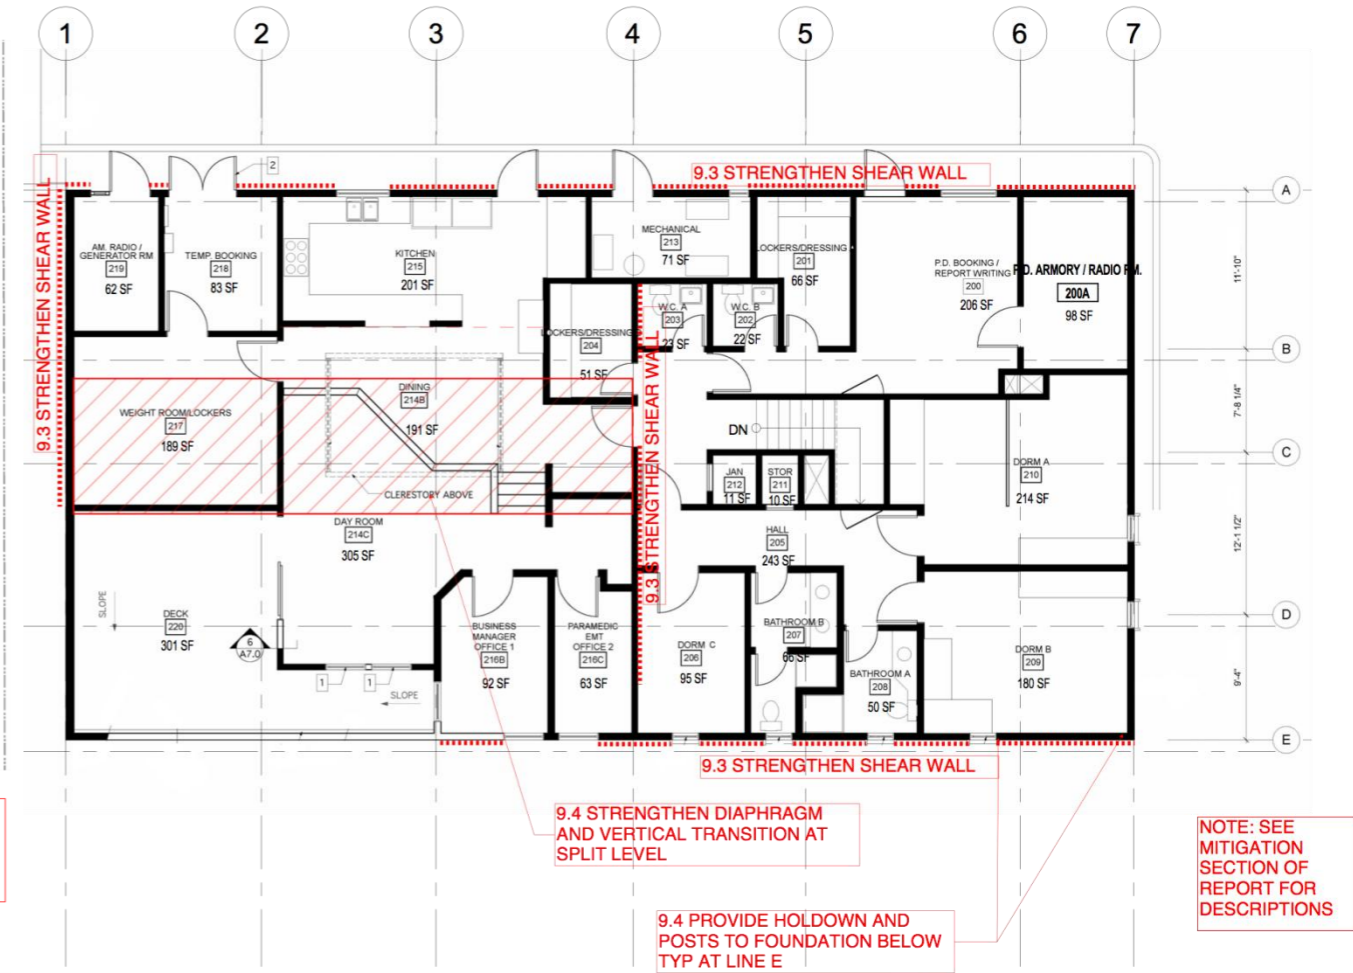 1
2
3
4
5
6
7
2
9.3 STRENGTHEN SHEAR WALL
A
9.3 STRENGTHEN SHEAR WALL
AM. RADIO /
GENERATOR RM
219
62 SF
TEMP. BOOKING
218
83 SF
KITCHEN
215
201 SF
MECHANICAL
213
71 SF
LOCKERS/DRESSING
201
66 SF
P.D. BOOKING /
REPORT WRITING
200
206 SF
P.D. ARMORY / RADIO RM.
200A
98 SF
11'-10"
LOCKERS/DRESSING
204
51 SF
W.C. A
203
23 SF
W.C. B
202
22 SF
B
9.3 STRENGTHEN SHEAR WALL
WEIGHT ROOM/LOCKERS
217
189 SF
DINING
214B
191 SF
7'-8 1/4"
DN
C
CLERESTORY ABOVE
JAN
212
11 SF
STOR
211
10 SF
DORM A
210
214 SF
DAY ROOM
214C
305 SF
HALL
205
243 SF
12'-1 1/2"
SLOPE
DECK
220
301 SF
6
A7.0
BUSINESS
MANAGER
OFFICE 1
216B
92 SF
PARAMEDIC
EMT
OFFICE 2
216C
63 SF
DORM C
206
95 SF
BATHROOM B
207
66 SF
BATHROOM A
208
50 SF
DORM B
209
180 SF
D
9'-4"
1
1
SLOPE
E
9.3 STRENGTHEN SHEAR WALL
9.4 STRENGTHEN DIAPHRAGM
AND VERTICAL TRANSITION AT
SPLIT LEVEL
NOTE: SEE
MITIGATION
SECTION OF
REPORT FOR
DESCRIPTIONS
9.4 PROVIDE HOLDOWN AND
POSTS TO FOUNDATION BELOW
TYP AT LINE E